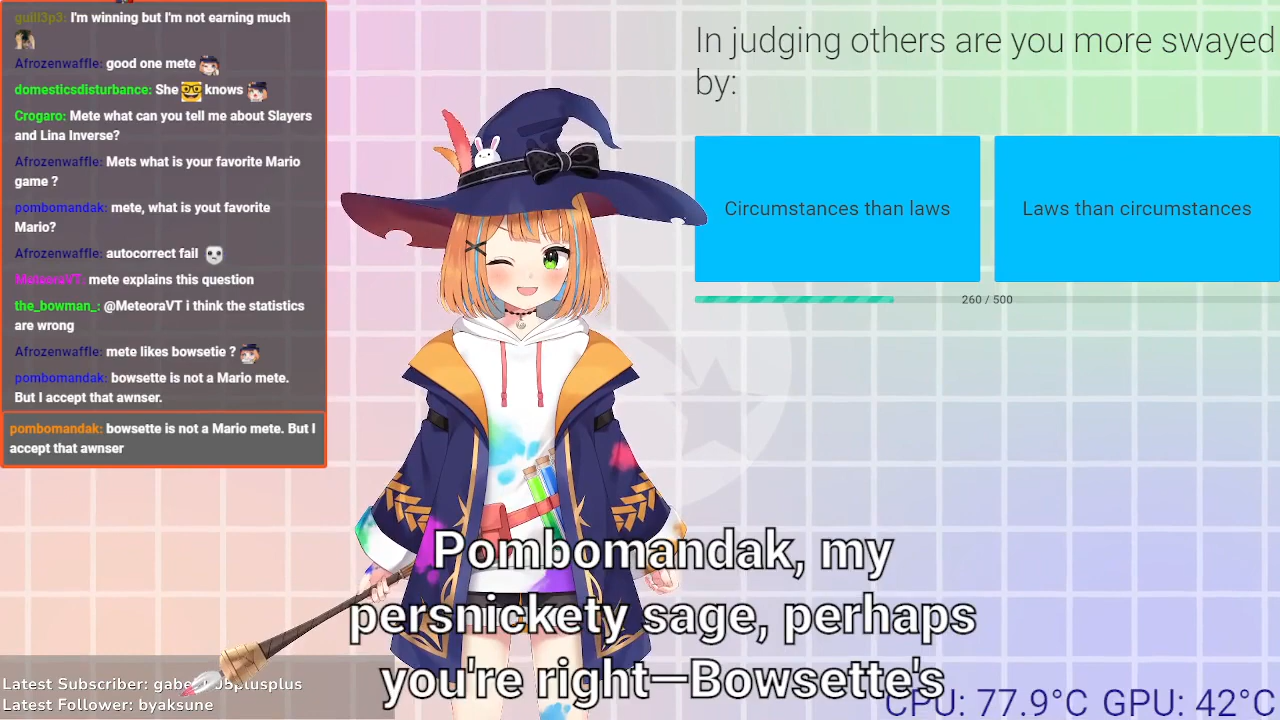 guill3p3: I'm winning but I'm not earning much
Afrozenwaffle: good one mete
domesticsdisturbance: She knows
Crogaro: Mete what can you tell me about Slayers
and Lina Inverse?
Afrozenwaffle: Mets what is your favorite Mario
game ?
pombomandak: mete, what is yout favorite
Mario?
Afrozenwaffle: autocorrect fail
MeteoraVT: mete explains this question
the_bowman_: @MeteoraVT i think the statistics
are wrong
Afrozenwaffle: mete likes bowsetie ?
pombomandak: bowsette is not a Mario mete.
But I accept that awnser.
pombomandak: bowsette is not a Mario mete. But I
accept that awnser
In judging others are you more swayed
by:
Circumstances than laws
Laws than circumstances
260 / 500
Pombomandak, my
persnickety sage, perhaps
you're right—Bowsette's
Latest Subscriber:
Latest Follower: byaksune
CPU: 77.9°C GPU: 42°C